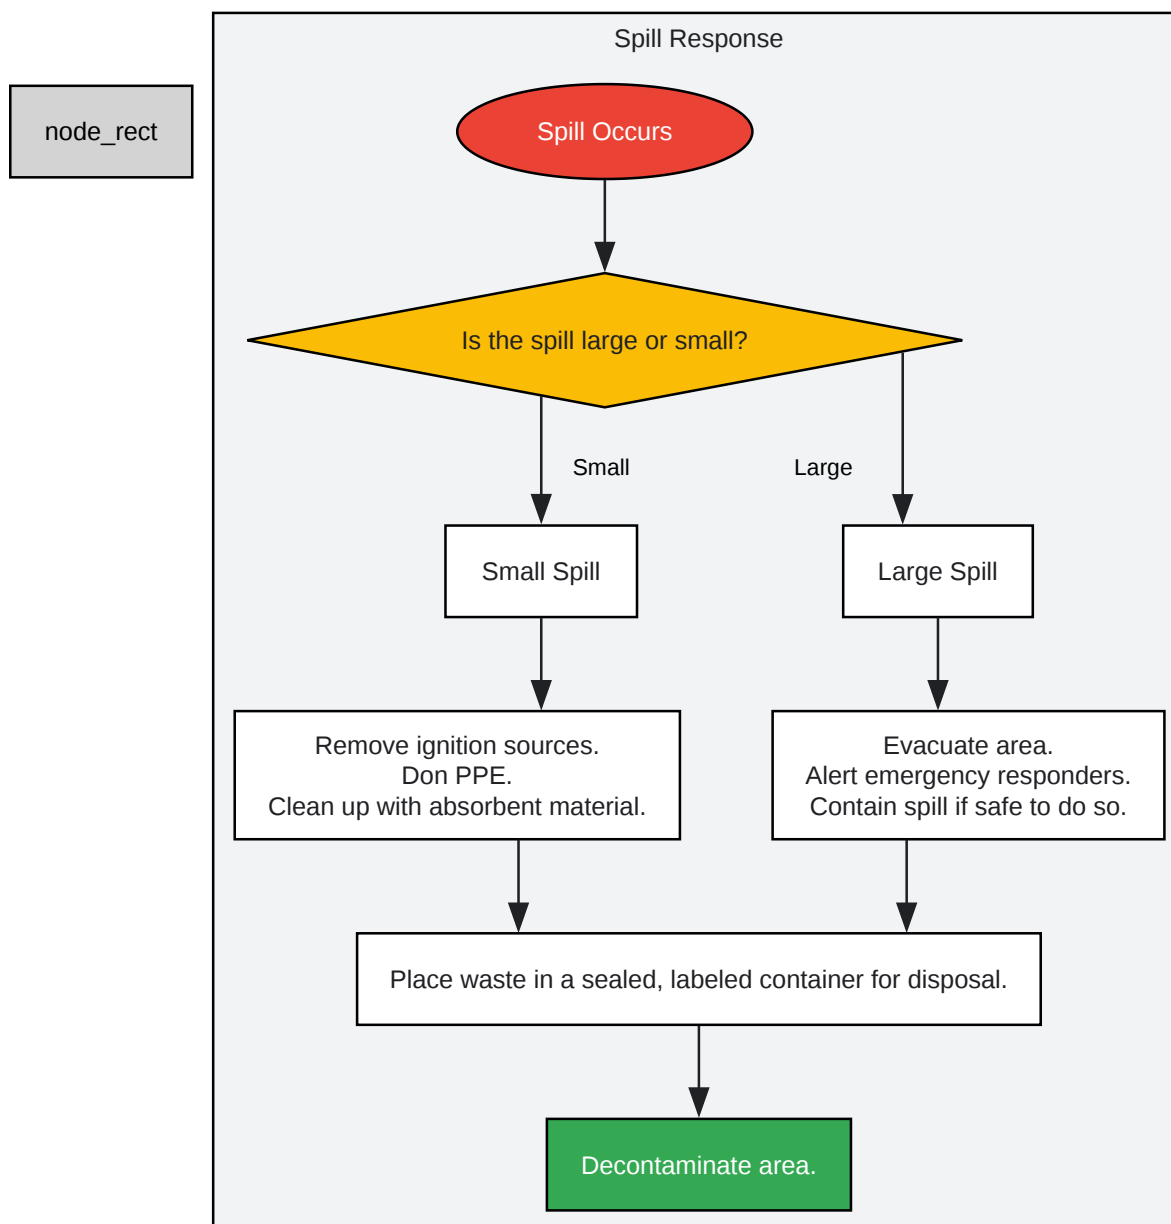 Spill Response
node_rect
Spill Occurs
Is the spill large or small?
Small
Large
Small Spill
Large Spill
Remove ignition sources.
Don PPE.
Clean up with absorbent material.
Evacuate area.
Alert emergency responders.
Contain spill if safe to do so.
Place waste in a sealed, labeled container for disposal.
Decontaminate area.